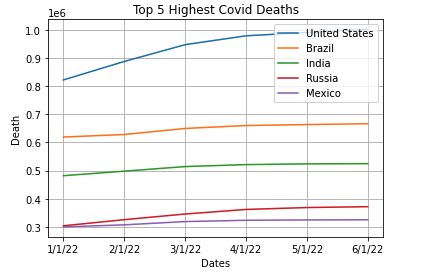 Top 5 Highest Covid Deaths
1e6
1.0
0.9
0.8
0.7
0.6
0.5
0.4
0.3
Death
United States
Brazil
India
Russia
Mexico
1/1/22 2/1/22 3/1/22 4/1/22 5/1/22 6/1/22
Dates